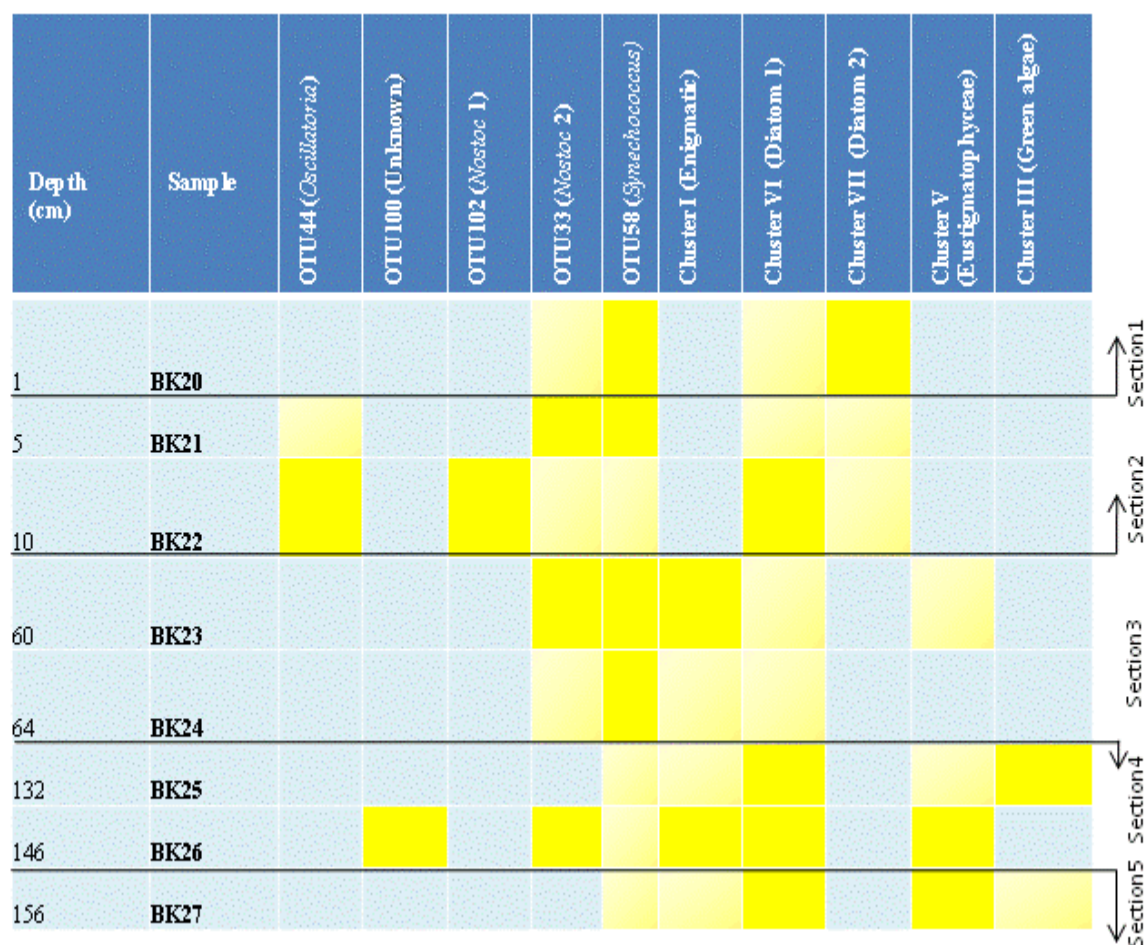 Depth
(cm)
Sample
OTU44 (Oscillatoria)
OTU100 (Unknown)
OTU102 (Nostoc 1)
OTU33 (Nostoc 2)
OTU58 (Synechococcus)
Cluster I (Enigmatic)
Cluster VI (Diatom 1)
Cluster VII (Diatom 2)
Cluster V
(Eustigmatophyceae)
Cluster III (Green algae)
1 BK20
5 BK21
10 BK22
60 BK23
64 BK24
132 BK25
146 BK26
156 BK27
Section1
Section2
Section3
Section4
Section5